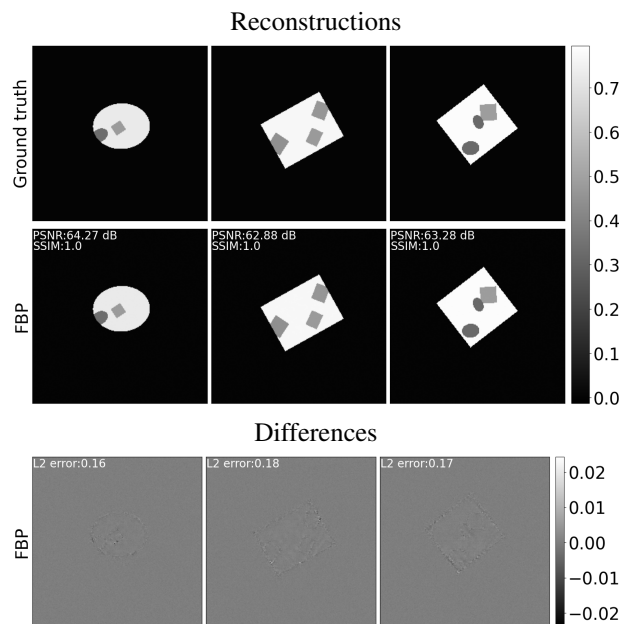 Reconstructions
Ground truth
0.7
0.6
0.5
0.4
0.3
0.2
0.1
0.0
FBP
PSNR:64.27 dB
SSIM:1.0
PSNR:62.88 dB
SSIM:1.0
PSNR:63.28 dB
SSIM:1.0
Differences
FBP
L2 error:0.16
L2 error:0.18
L2 error:0.17
0.02
0.01
0.00
−0.01
−0.02